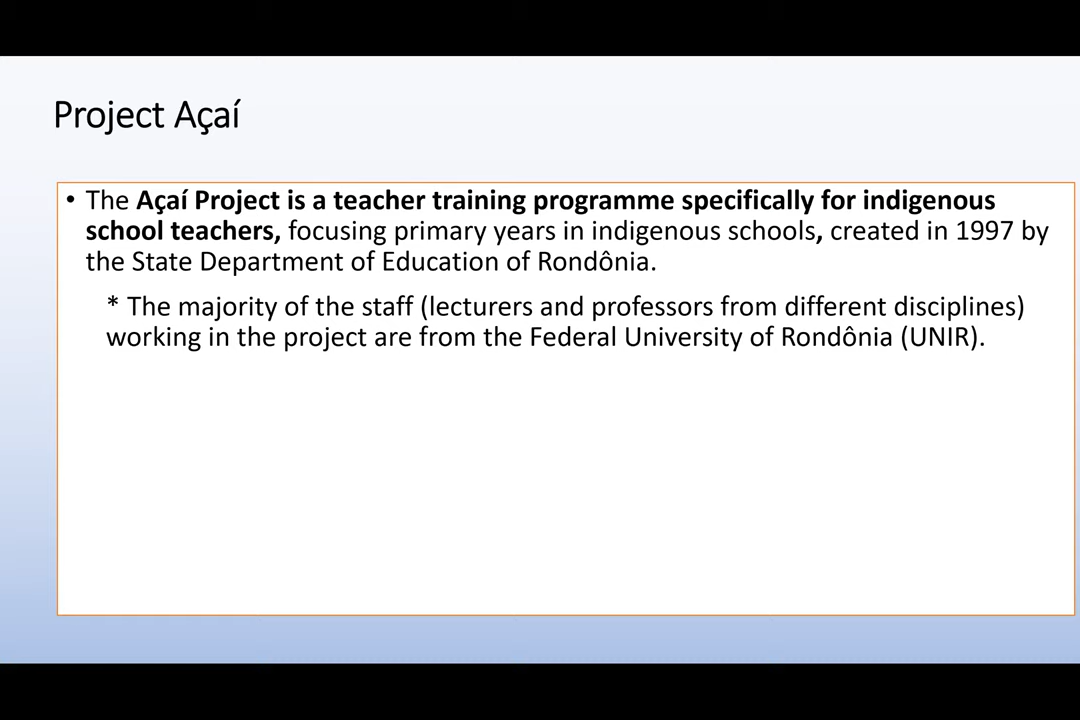 Project Açaí
• The Açaí Project is a teacher training programme specifically for indigenous
school teachers, focusing primary years in indigenous schools, created in 1997 by
the State Department of Education of Rondônia.
* The majority of the staff (lecturers and professors from different disciplines)
working in the project are from the Federal University of Rondônia (UNIR).